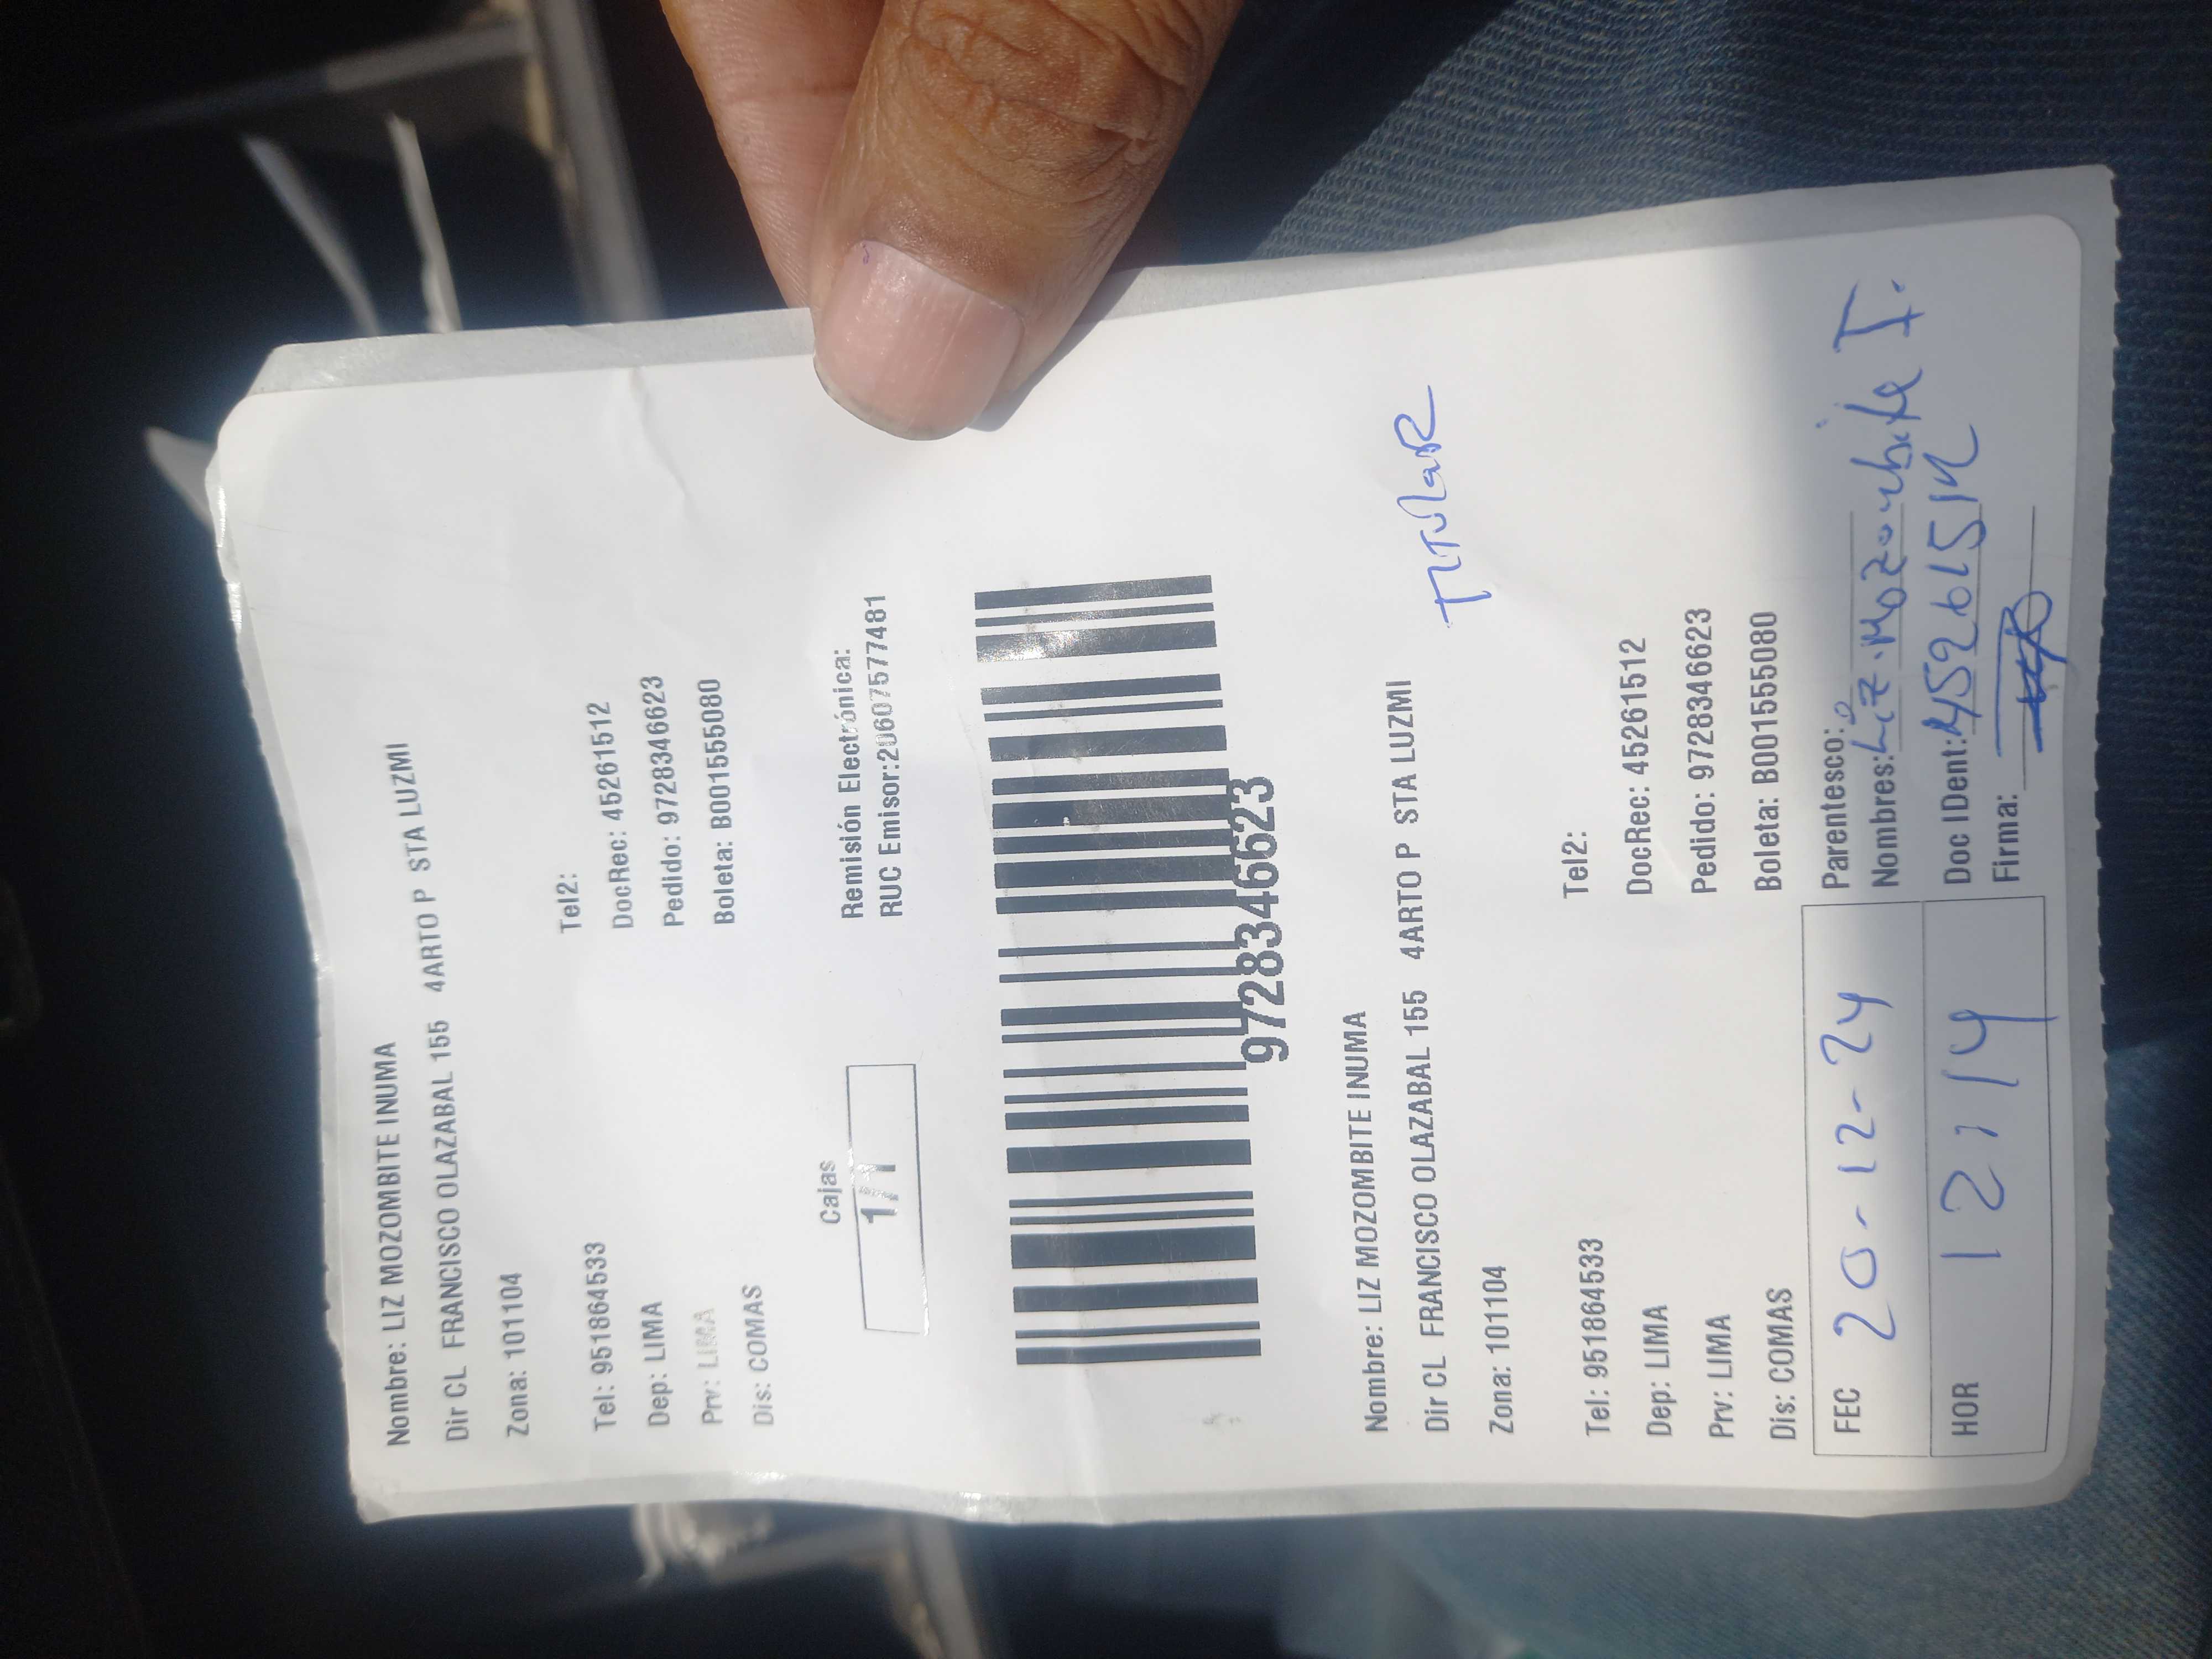 Nombre: LIZ MOZOMBITE INUMA
Dir CL FRANCISCO OLAZABAL 155 4ARTO P STA LUZMI
Zona: 101104
Tel: 951864533 Tel2:
Dep: LIMA DocRec: 45261512
Prv: LIMA Pedido: 9728346623
Dis: COMAS Boleta: B001555080
Cajas Remisión Electrónica:
1/1 RUC Emisor:20607577481
9728346623
Nombre: LIZ MOZOMBITE INUMA
Dir CL FRANCISCO OLAZABAL 155 4ARTO P STA LUZMI
TITULAR
Zona: 101104
Tel: 951864533 Tel2:
Dep: LIMA DocRec: 45261512
Prv: LIMA Pedido: 9728346623
Dis: COMAS Boleta: B001555080
FEC 20-12-24 Parentesco:
Nombres: Liz Mozombite I.
HOR 12:14 Doc IDent: 45261512
Firma: